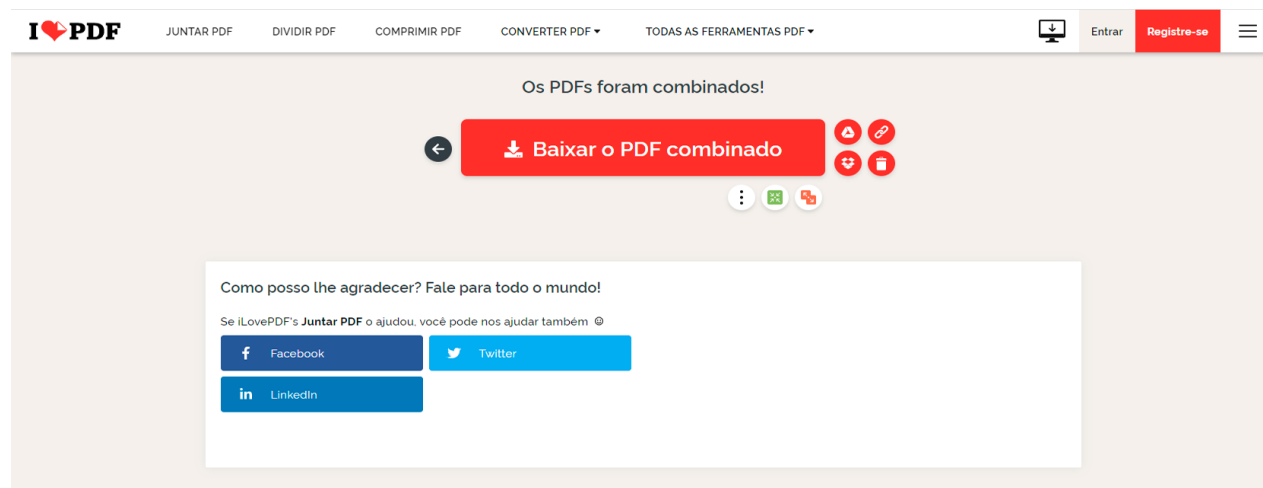 I PDF JUNTAR PDF DIVIDIR PDF COMPRIMIR PDF CONVERTER PDF TODAS AS FERRAMENTAS PDF Entrar Registre-se
Os PDFs foram combinados!
Baixar o PDF combinado
Como posso lhe agradecer? Fale para todo o mundo!
Se iLovePDF's Juntar PDF o ajudou, você pode nos ajudar também ☺
f Facebook Twitter
in LinkedIn